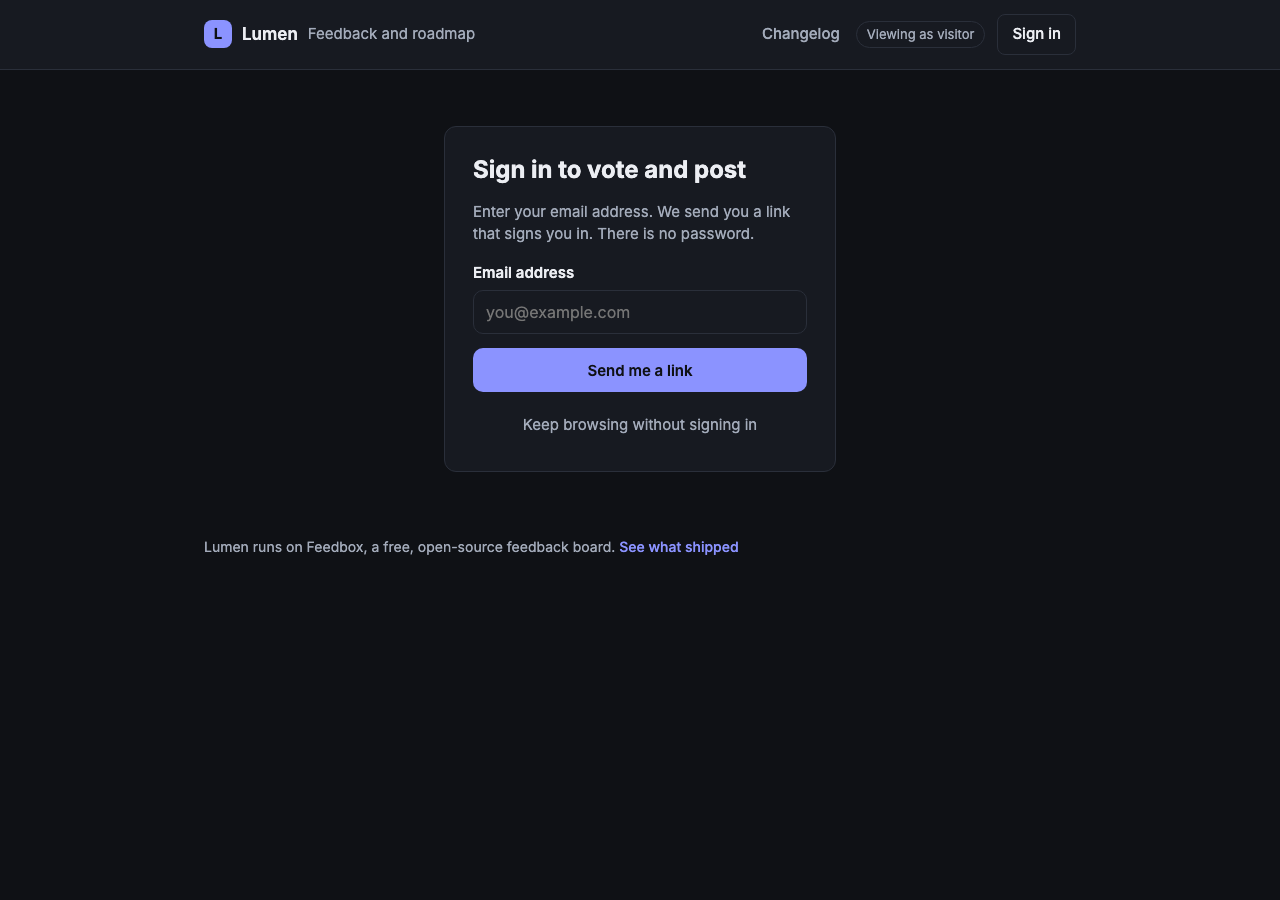 L Lumen Feedback and roadmap Changelog Viewing as visitor Sign in
Sign in to vote and post
Enter your email address. We send you a link
that signs you in. There is no password.
Email address
you@example.com
Send me a link
Keep browsing without signing in
Lumen runs on Feedbox, a free, open-source feedback board. See what shipped